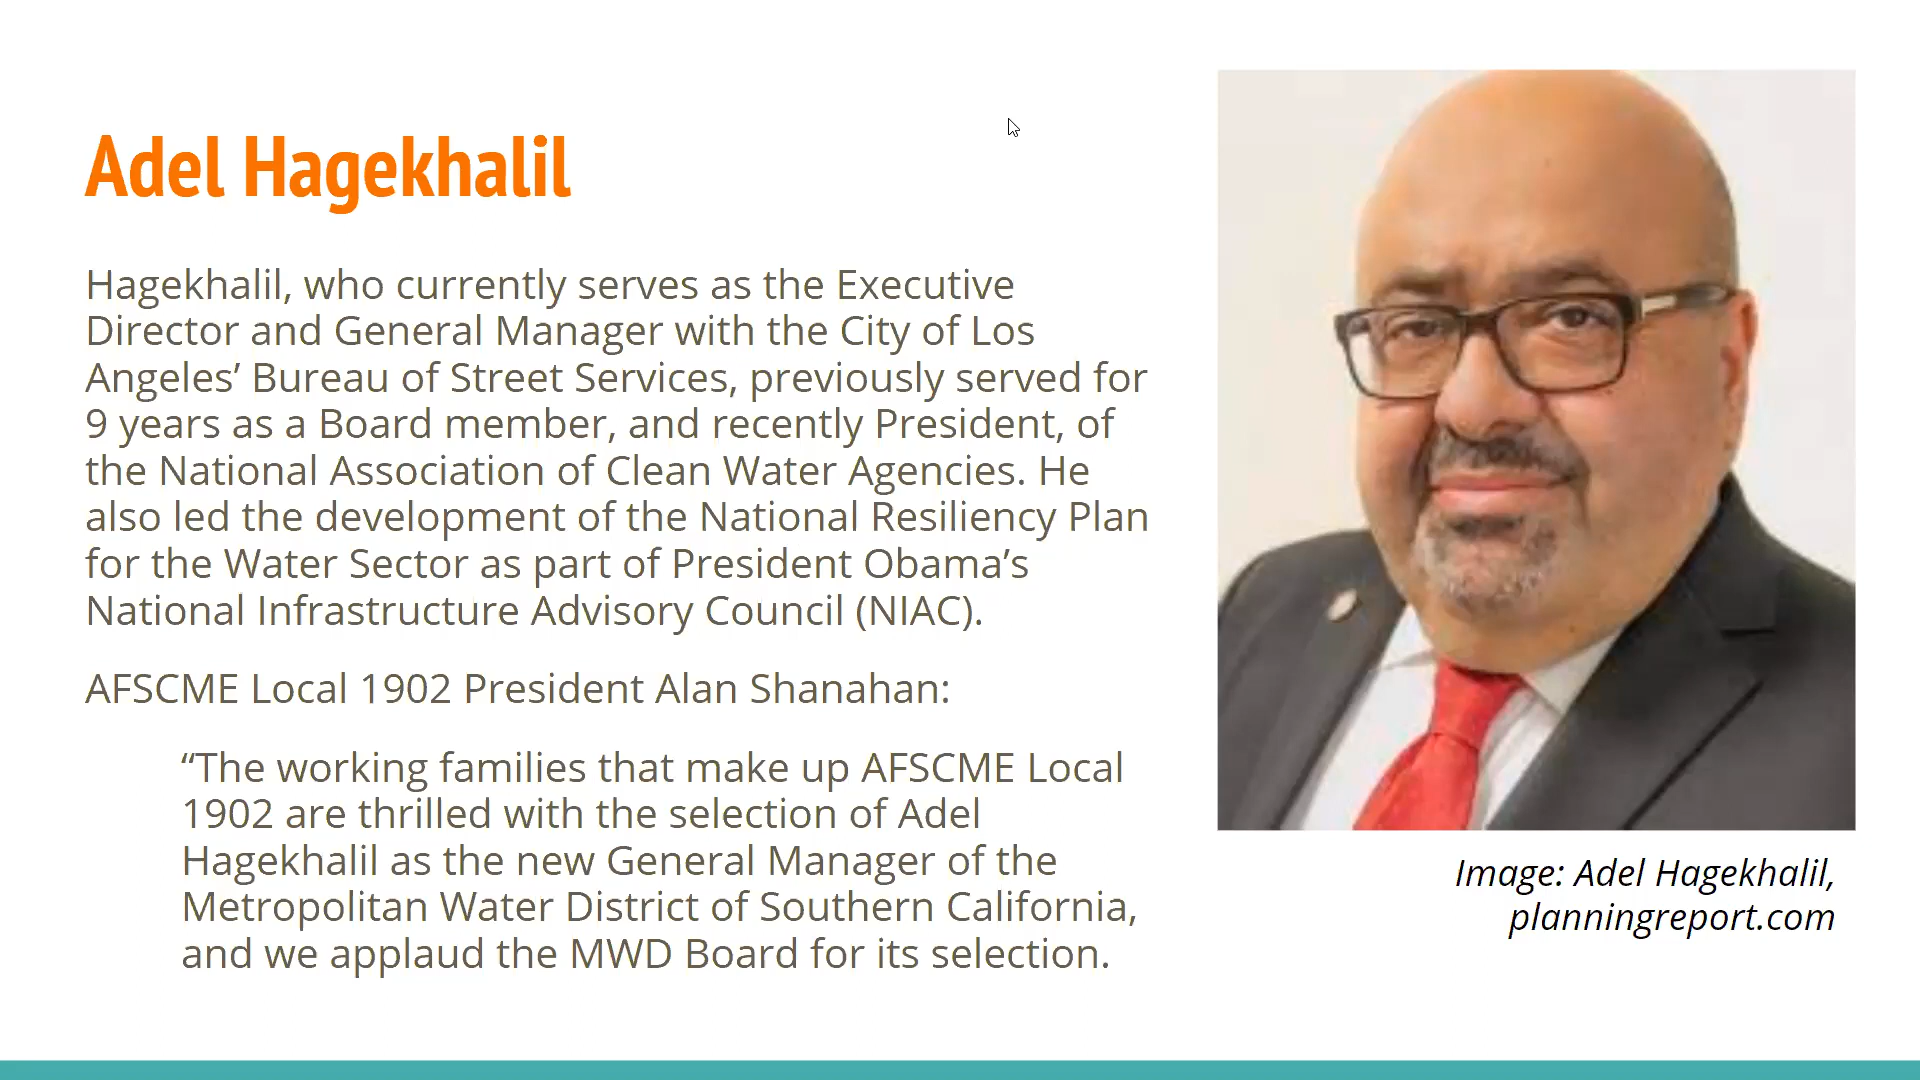 Adel Hagekhalil
Hagekhalil, who currently serves as the Executive
Director and General Manager with the City of Los
Angeles’ Bureau of Street Services, previously served for
9 years as a Board member, and recently President, of
the National Association of Clean Water Agencies. He
also led the development of the National Resiliency Plan
for the Water Sector as part of President Obama’s
National Infrastructure Advisory Council (NIAC).
AFSCME Local 1902 President Alan Shanahan:
“The working families that make up AFSCME Local
1902 are thrilled with the selection of Adel
Hagekhalil as the new General Manager of the
Metropolitan Water District of Southern California,
and we applaud the MWD Board for its selection.
Image: Adel Hagekhalil,
planningreport.com